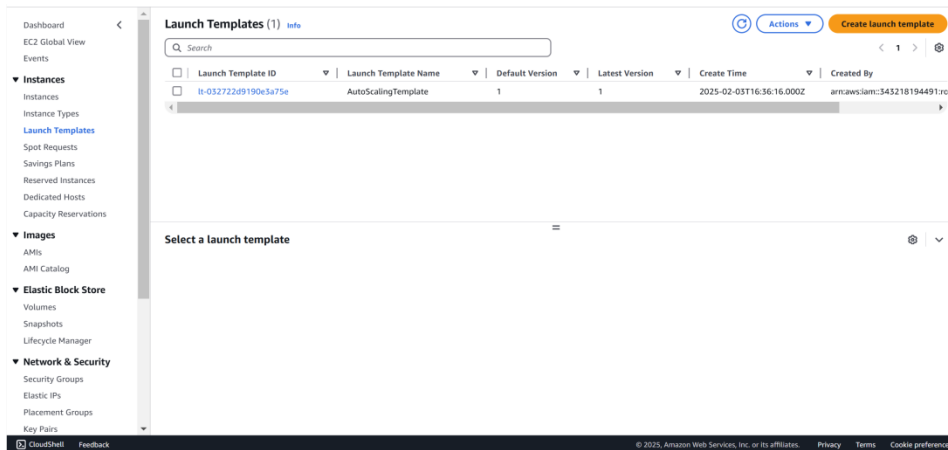 Dashboard
EC2 Global View
Events
Instances
Instances
Instance Types
Launch Templates
Spot Requests
Savings Plans
Reserved Instances
Dedicated Hosts
Capacity Reservations
Images
AMIs
AMI Catalog
Elastic Block Store
Volumes
Snapshots
Lifecycle Manager
Network & Security
Security Groups
Elastic IPs
Placement Groups
Key Pairs
Launch Templates (1) Info
Actions
Create launch template
Search
1
Launch Template ID Launch Template Name Default Version Latest Version Create Time Created By
lt-032722d9190e3a75e AutoScalingTemplate 1 1 2025-02-03T16:36:16.000Z arn:aws:iam::343218194491:ro
Select a launch template
CloudShell Feedback © 2025, Amazon Web Services, Inc. or its affiliates. Privacy Terms Cookie preference